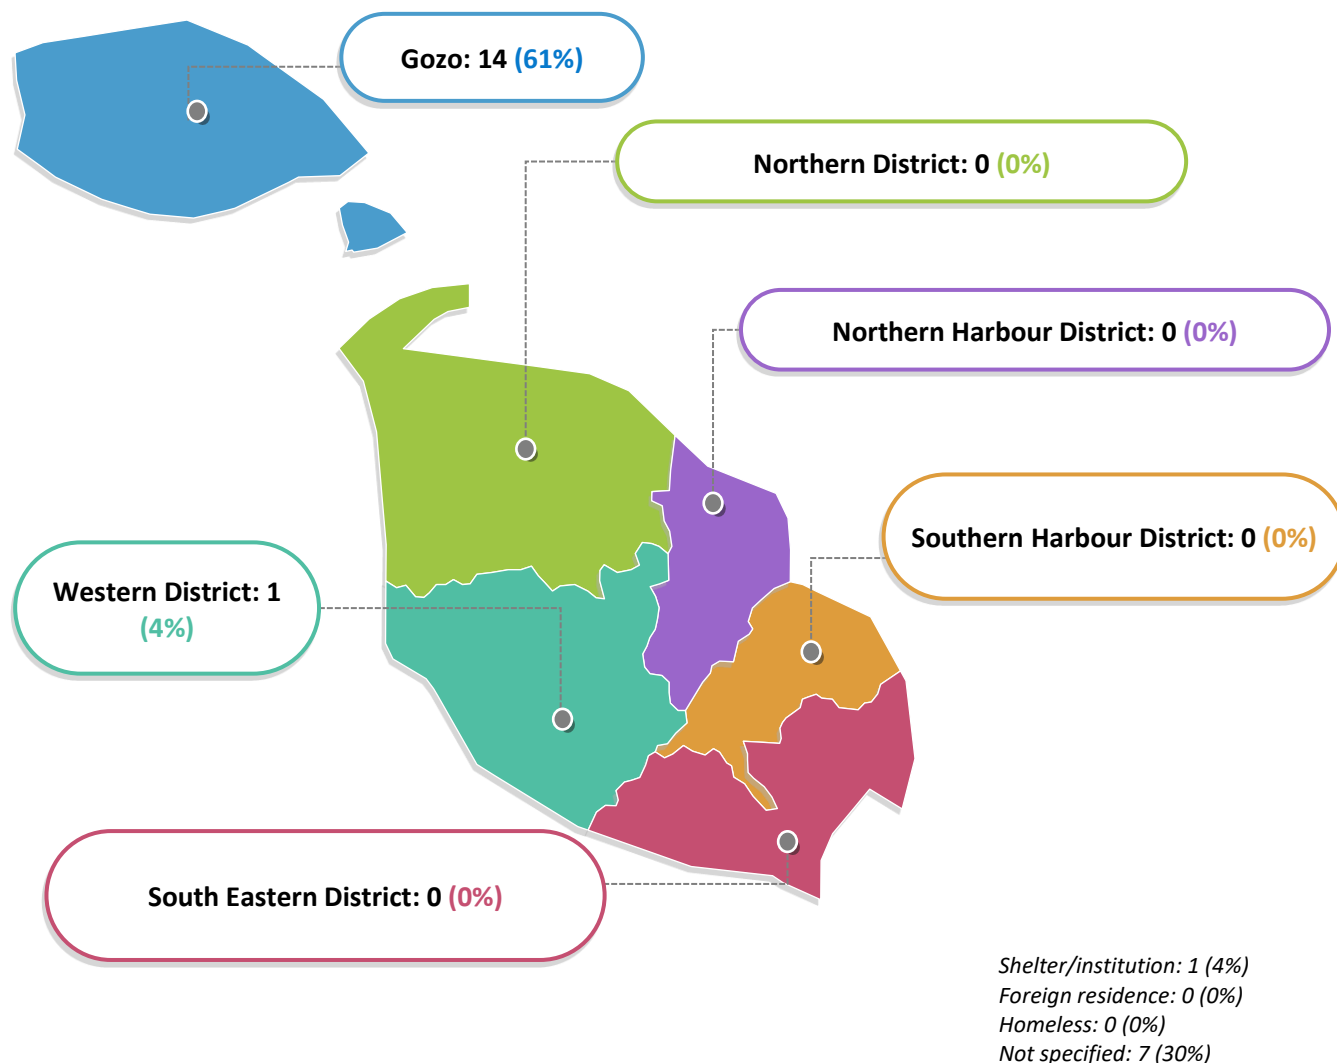 Gozo: 14 (61%)
Northern District: 0 (0%)
Northern Harbour District: 0 (0%)
Southern Harbour District: 0 (0%)
Western District: 1
(4%)
South Eastern District: 0 (0%)
Shelter/institution: 1 (4%)
Foreign residence: 0 (0%)
Homeless: 0 (0%)
Not specified: 7 (30%)